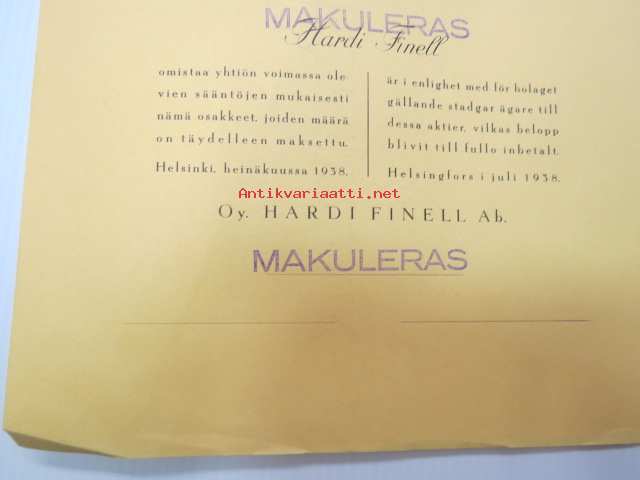 MAKULERAS
Hardi Finell
omistaa yhtiön voimassa ole-
vien sääntöjen mukaisesti
nämä osakkeet, joiden määrä
on täydelleen maksettu.
Helsinki, heinäkuussa 1938.
är i enlighet med för bolaget
gällande stadgar ägare till
dessa aktier, vilkas belopp
blivit till fullo inbetalt.
Helsingfors i juli 1938.
Antikvariaatti.net
Oy. HARDI FINELL Ab.
MAKULERAS